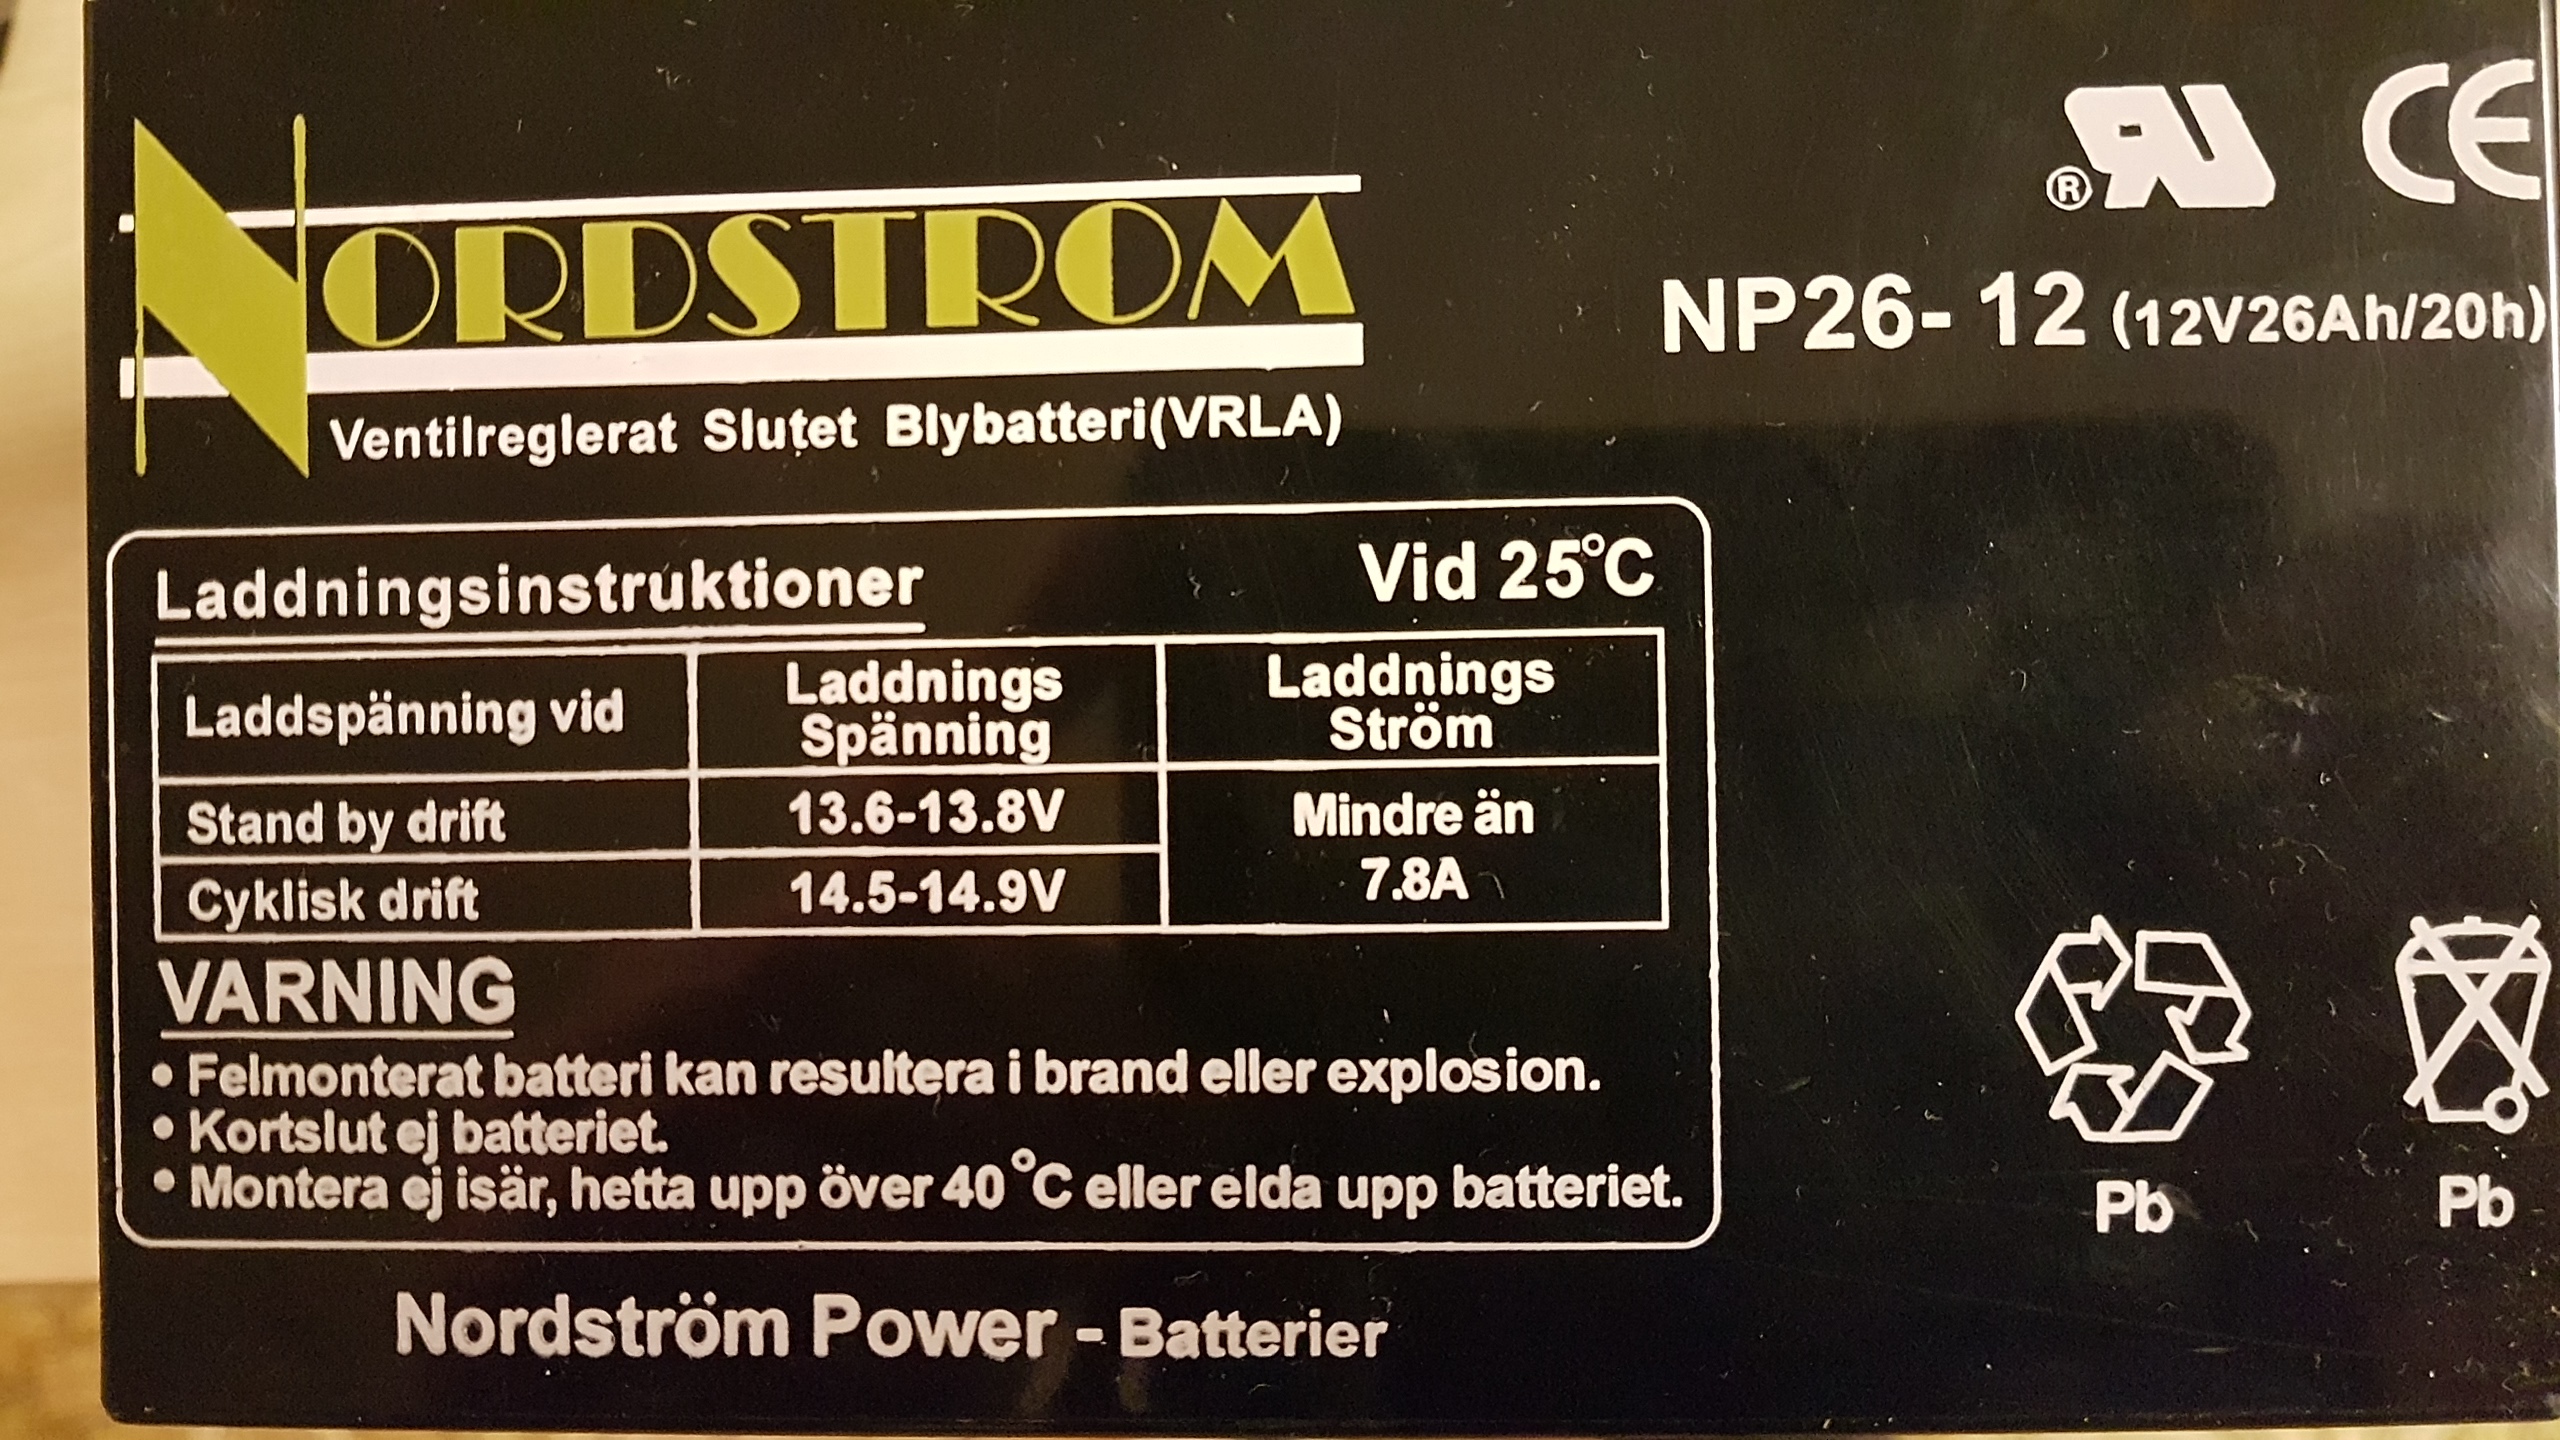 NORDSTROM
Ventilreglerat Slutet Blybatteri(VRLA)
® RU CE
NP26-12 (12V26Ah/20h)
Laddningsinstruktioner Vid 25°C
Laddspänning vid
Laddnings
Spänning
Laddnings
Ström
Stand by drift 13.6-13.8V
Cyklisk drift 14.5-14.9V
Mindre än
7.8A
VARNING
• Felmonterat batteri kan resultera i brand eller explosion.
• Kortslut ej batteriet.
• Montera ej isär, hetta upp över 40°C eller elda upp batteriet.
Pb Pb
Nordström Power - Batterier